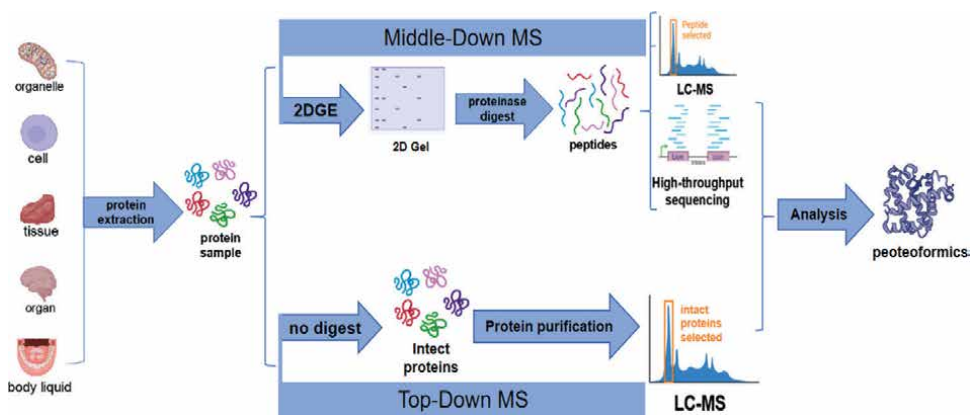 organelle
cell
tissue
organ
body liquid
protein
extraction
protein
sample
Middle-Down MS
2DGE
2D Gel
proteinase
digest
peptides
Peptide
selected
LC-MS
High-throughput
sequencing
no digest
Intect
proteins
Protein purification
intact
proteins
selected
LC-MS
Top-Down MS
Analysis
peoteoformics